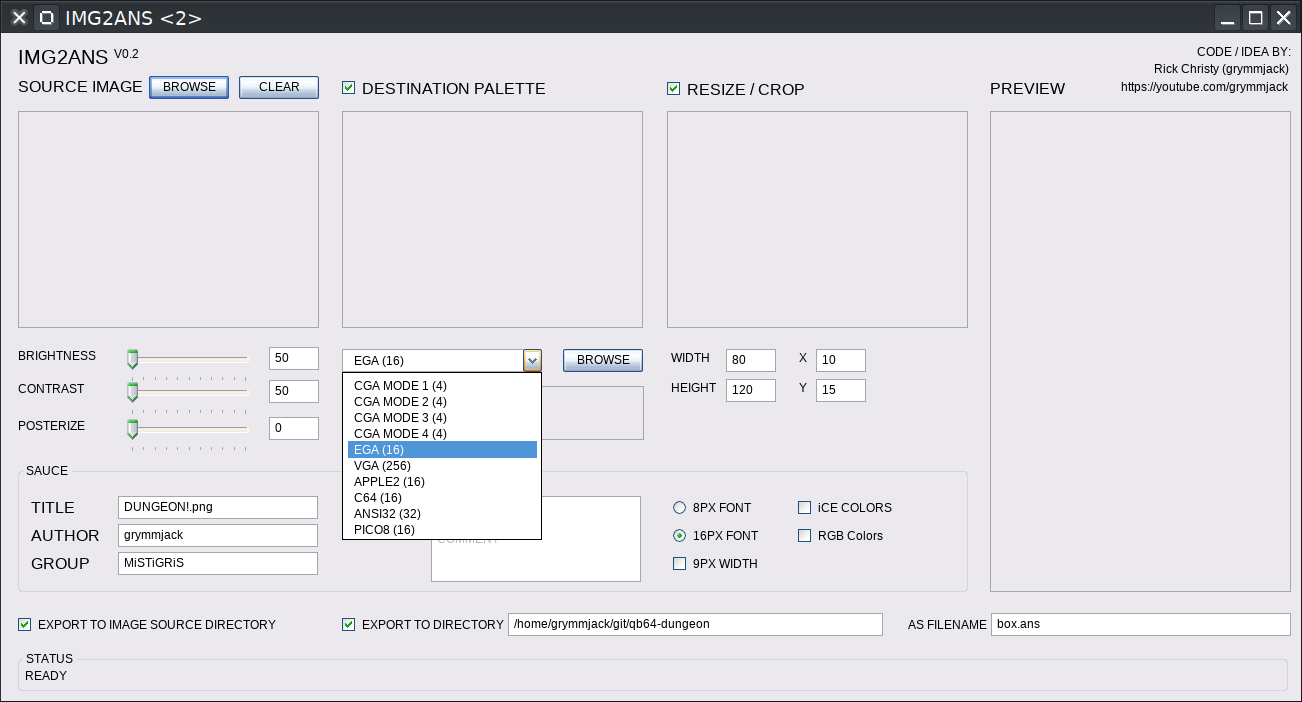 IMG2ANS <2>
IMG2ANS V0.2
CODE / IDEA BY:
Rick Christy (grymmjack)
https://youtube.com/grymmjack
SOURCE IMAGE BROWSE CLEAR
DESTINATION PALETTE
RESIZE / CROP
PREVIEW
BRIGHTNESS 50
CONTRAST 50
POSTERIZE 0
EGA (16) BROWSE
CGA MODE 1 (4)
CGA MODE 2 (4)
CGA MODE 3 (4)
CGA MODE 4 (4)
EGA (16)
VGA (256)
APPLE2 (16)
C64 (16)
ANSI32 (32)
PICO8 (16)
WIDTH 80 X 10
HEIGHT 120 Y 15
SAUCE
TITLE DUNGEON!.png
AUTHOR grymmjack
GROUP MiSTiGRiS
COMMENT
8PX FONT iCE COLORS
16PX FONT RGB Colors
9PX WIDTH
EXPORT TO IMAGE SOURCE DIRECTORY
EXPORT TO DIRECTORY /home/grymmjack/git/qb64-dungeon
AS FILENAME box.ans
STATUS
READY